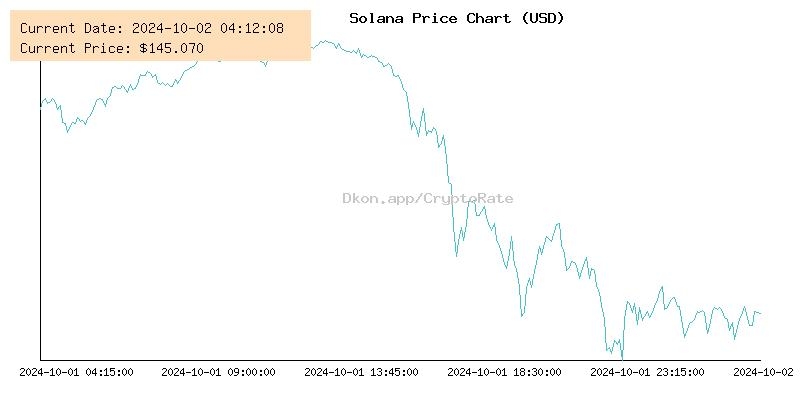 Solana Price Chart (USD)
Current Date: 2024-10-02 04:12:08
Current Price: $145.070
Dkon.app/CryptoRate
2024-10-01 04:15:00
2024-10-01 09:00:00
2024-10-01 13:45:00
2024-10-01 18:30:00
2024-10-01 23:15:00
2024-10-02